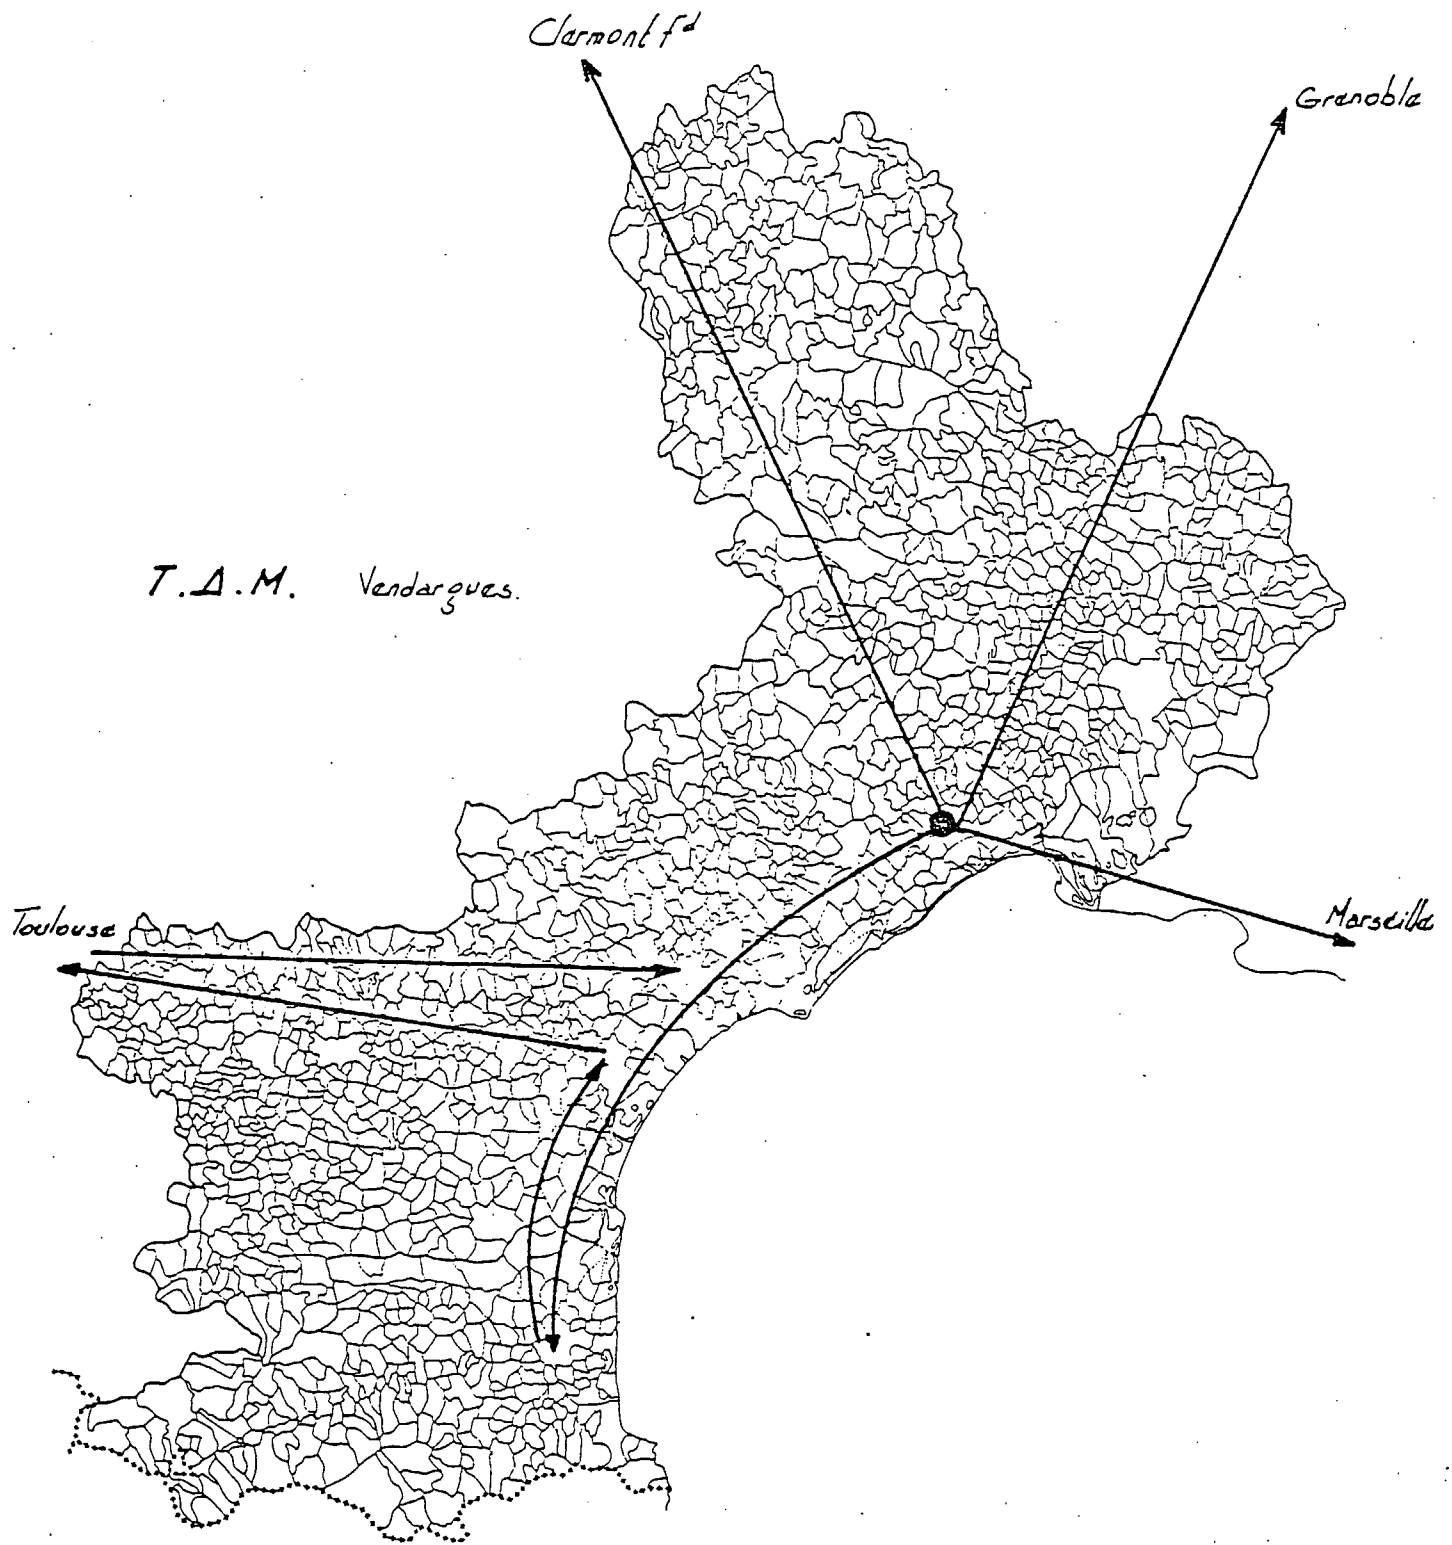 Clermont fd
Grenoble
T.Δ.M. Vendargues.
Toulouse
Marseille